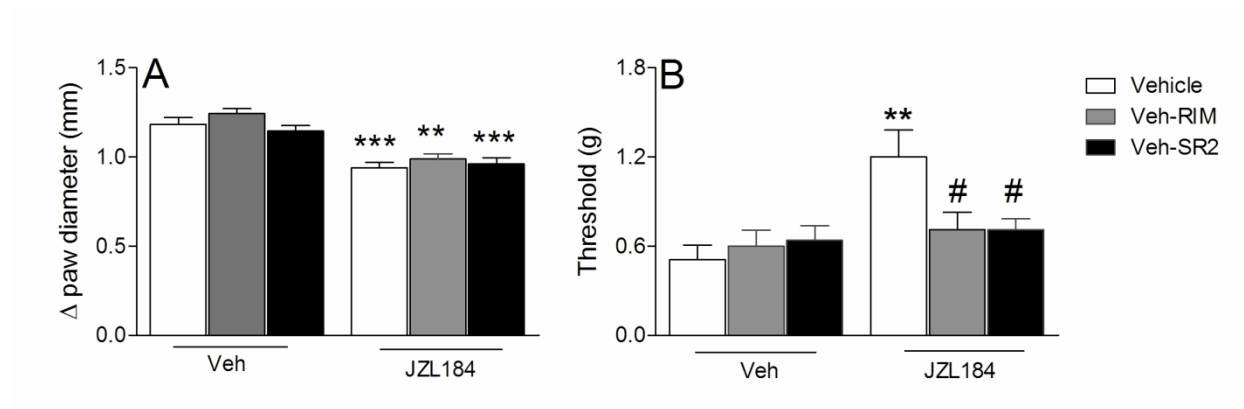 A
Δ paw diameter (mm)
1.5
1.0
0.5
0.0
*** ** ***
Veh JZL184
B
Threshold (g)
1.8
1.2
0.6
0.0
**
# #
Veh JZL184
Vehicle
Veh-RIM
Veh-SR2